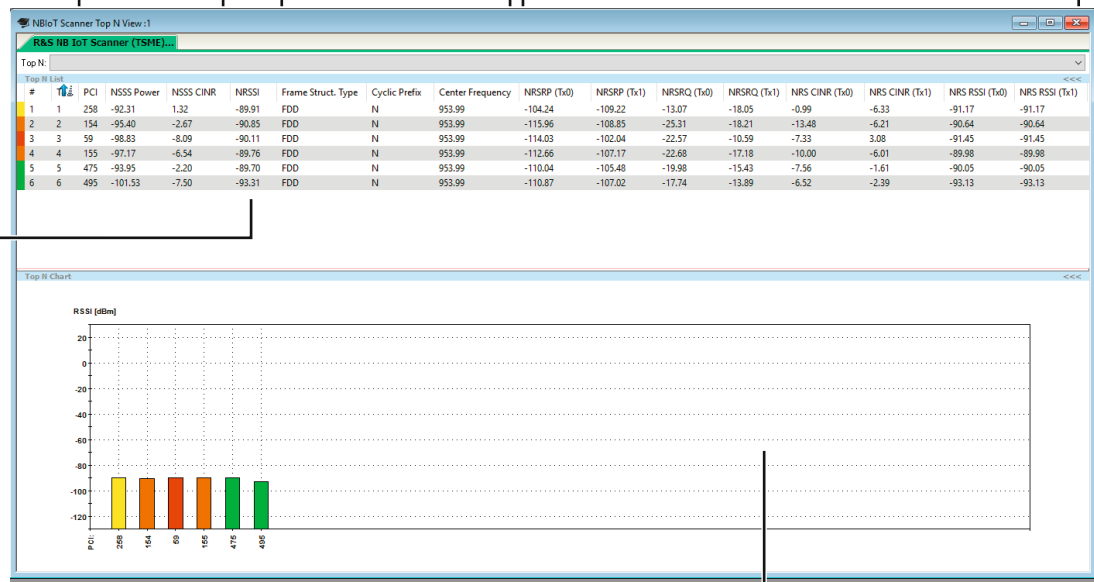 NBIoT Scanner Top N View :1
R&S NB IoT Scanner (TSME)...
Top N:
Top N List <<<
# PCI NSSS Power NSSS CINR NRSSI Frame Struct. Type Cyclic Prefix Center Frequency NRSRP (Tx0) NRSRP (Tx1) NRSRQ (Tx0) NRSRQ (Tx1) NRS CINR (Tx0) NRS CINR (Tx1) NRS RSSI (Tx0) NRS RSSI (Tx1)
1 1 258 -92.31 1.32 -89.91 FDD N 953.99 -104.24 -109.22 -13.07 -18.05 -0.99 -6.33 -91.17 -91.17
2 2 154 -95.40 -2.67 -90.85 FDD N 953.99 -115.96 -108.85 -25.31 -18.21 -13.48 -6.21 -90.64 -90.64
3 3 59 -98.83 -8.09 -90.11 FDD N 953.99 -114.03 -102.04 -22.57 -10.59 -7.33 3.08 -91.45 -91.45
4 4 155 -97.17 -6.54 -89.76 FDD N 953.99 -112.66 -107.17 -22.68 -17.18 -10.00 -6.01 -89.98 -89.98
5 5 475 -93.95 -2.20 -89.70 FDD N 953.99 -110.04 -105.48 -19.98 -15.43 -7.56 -1.61 -90.05 -90.05
6 6 495 -101.53 -7.50 -93.31 FDD N 953.99 -110.87 -107.02 -17.74 -13.89 -6.52 -2.39 -93.13 -93.13
Top N Chart <<<
RSSI [dBm]
20
0
-20
-40
-60
-80
-100
-120
PCI: 258 154 59 155 475 495